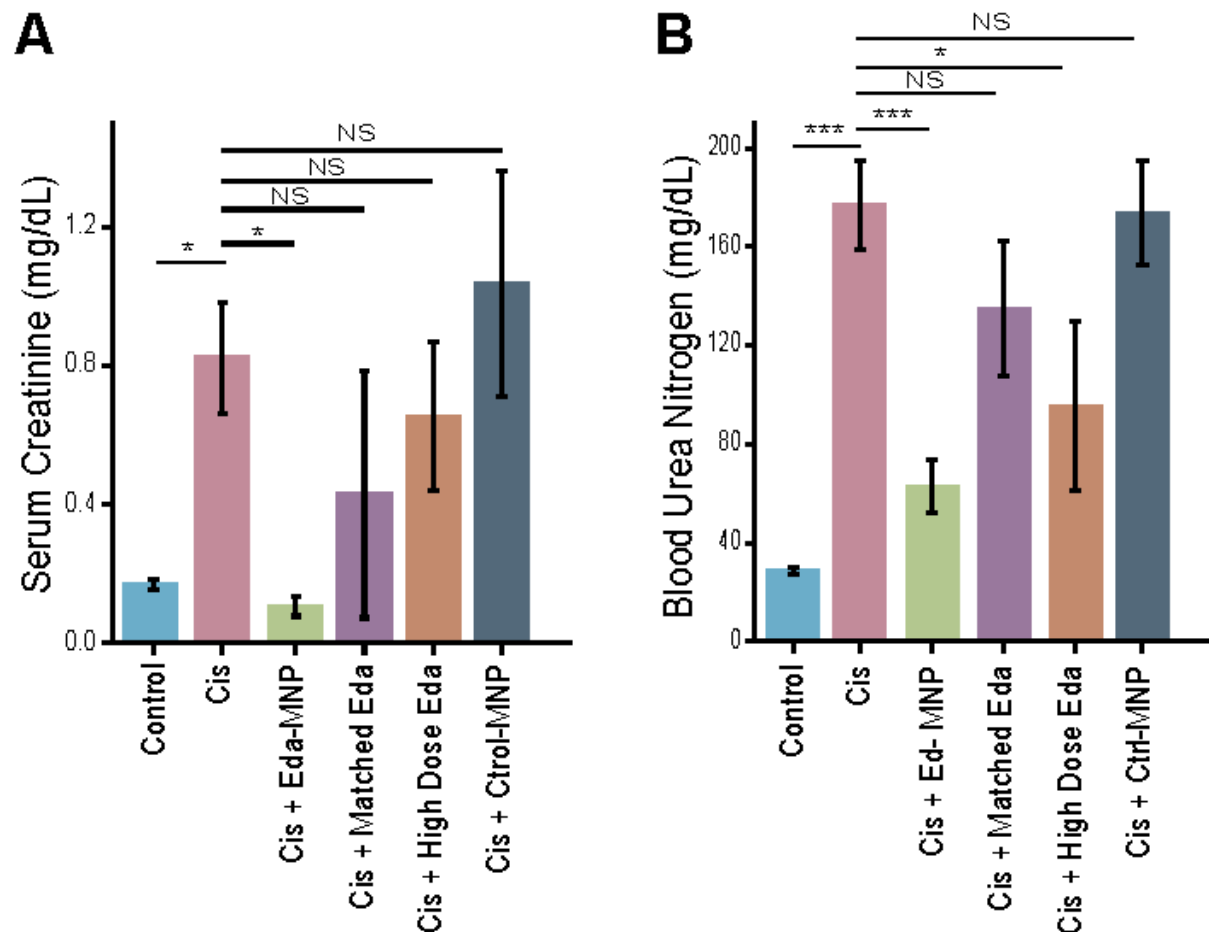 A
Serum Creatinine (mg/dL)
1.2
0.8
0.4
0.0
NS
NS
NS
*
*
Control
Cis
Cis + Eda-MNP
Cis + Matched Eda
Cis + High Dose Eda
Cis + Ctrol-MNP
B
Blood Urea Nitrogen (mg/dL)
200
160
120
80
40
0
NS
*
NS
***
***
Control
Cis
Cis + Ed- MNP
Cis + Matched Eda
Cis + High Dose Eda
Cis + Ctrl-MNP